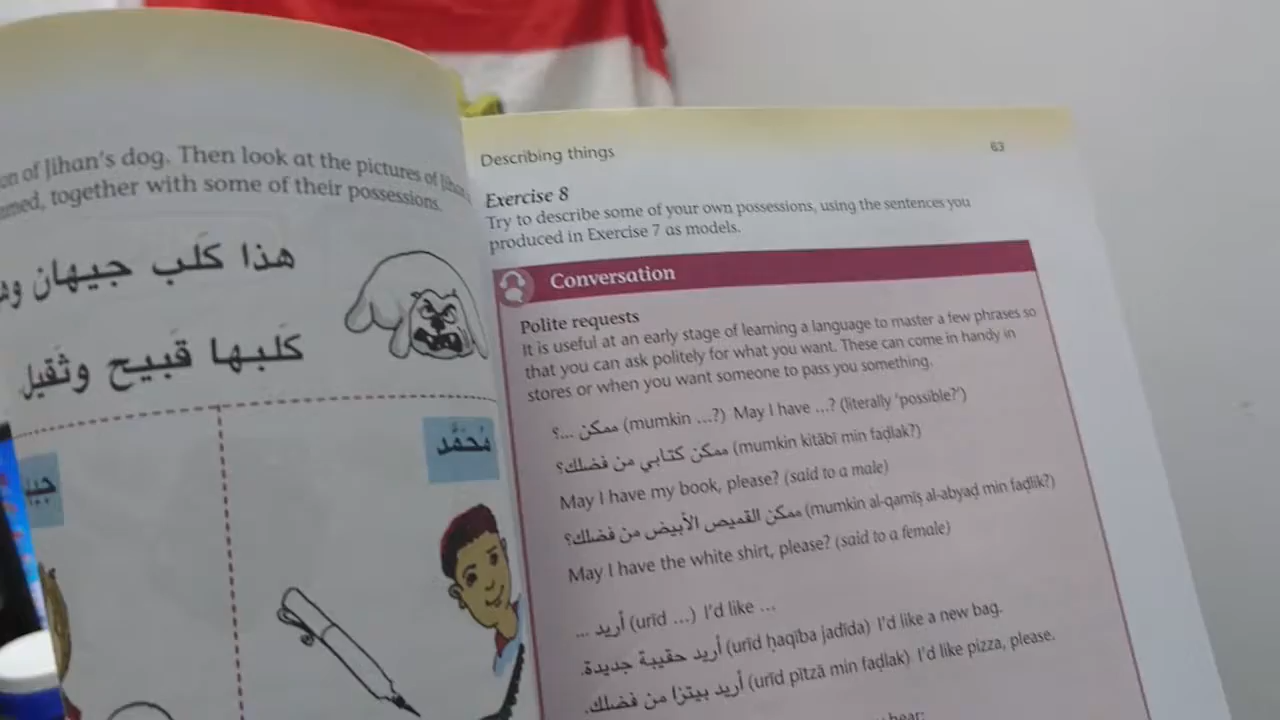 of Jihan's dog. Then look at the pictures of
together with some of their possessions.
هذا كَلب جيهان
كَلبها قَبيح وثَقيل
مُحَمَّد
Describing things
63
Exercise 8
Try to describe some of your own possessions, using the sentences you
produced in Exercise 7 as models.
Conversation
Polite requests
It is useful at an early stage of learning a language to master a few phrases so
that you can ask politely for what you want. These can come in handy in
stores or when you want someone to pass you something.
ممكن ...؟ (mumkin ...?) May I have ...? (literally 'possible?')
ممكن كتابي من فضلك؟ (mumkin kitābī min faḍlak?)
May I have my book, please? (said to a male)
ممكن القميص الأبيض من فضلك؟ (mumkin al-qamīṣ al-abyaḍ min faḍlik?)
May I have the white shirt, please? (said to a female)
أريد ... (urīd ...) I'd like ...
أريد حقيبة جديدة. (urīd ḥaqība jadīda) I'd like a new bag.
أريد بيتزا من فضلك. (urīd pītzā min faḍlak) I'd like pizza, please.
hear: